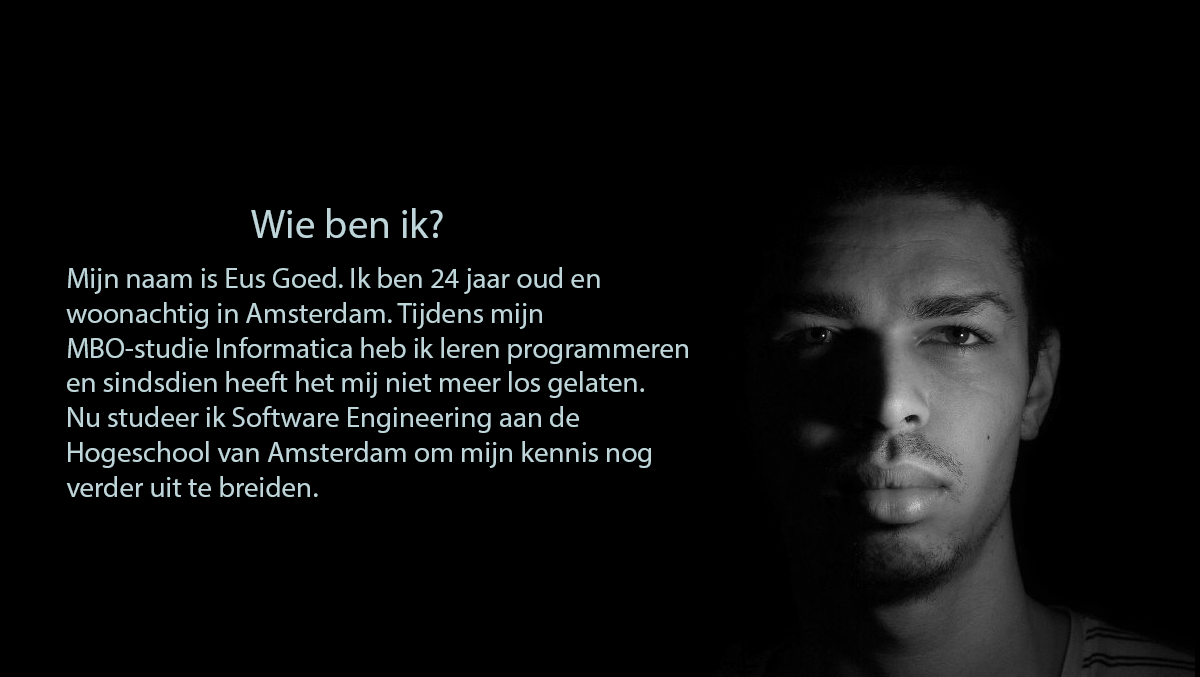 Wie ben ik?
Mijn naam is Eus Goed. Ik ben 24 jaar oud en
woonachtig in Amsterdam. Tijdens mijn
MBO-studie Informatica heb ik leren programmeren
en sindsdien heeft het mij niet meer los gelaten.
Nu studeer ik Software Engineering aan de
Hogeschool van Amsterdam om mijn kennis nog
verder uit te breiden.